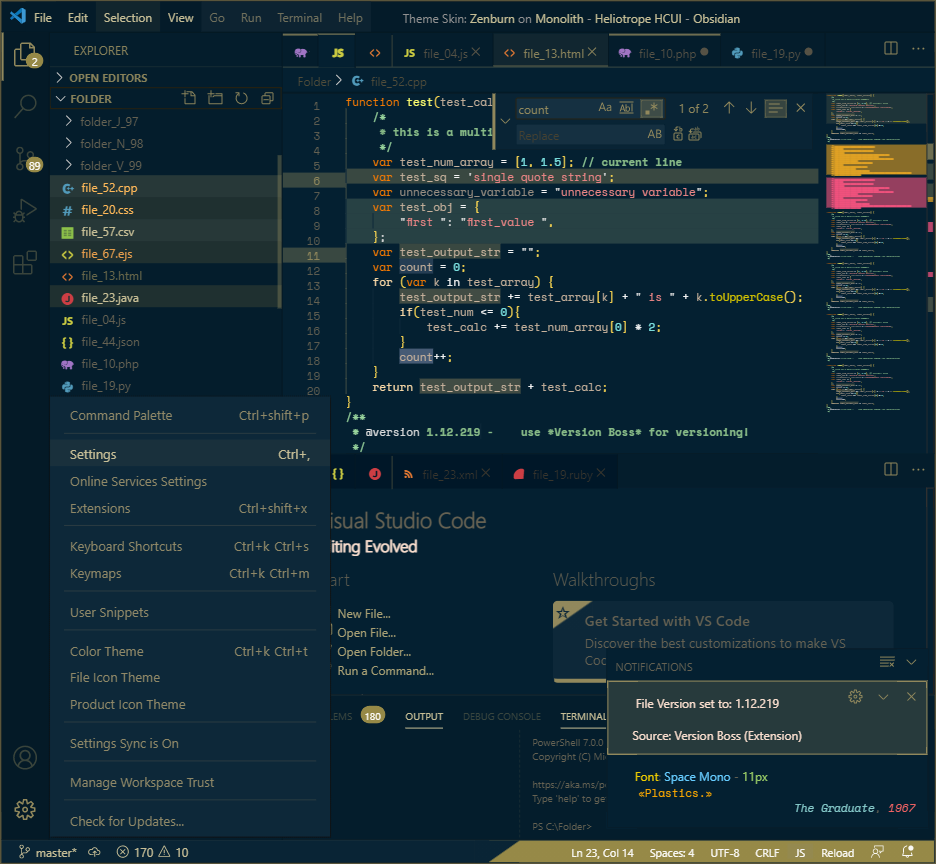 File Edit Selection View Go Run Terminal Help Theme Skin: Zenburn on Monolith - Heliotrope HCUI - Obsidian
2
89
EXPLORER
OPEN EDITORS
FOLDER
folder_J_97
folder_N_98
folder_V_99
file_52.cpp
file_20.css
file_57.csv
file_67.ejs
file_13.html
file_23.java
file_04.js
file_44.json
file_10.php
file_19.py
JS
JS file_04.js
file_13.html
file_10.php
file_19.py
Folder > file_52.cpp
count Aa Abl .* 1 of 2
Replace AB
1 function test(test_cal
2 /*
3 * this is a multi
4 */
5 var test_num_array = [1, 1.5]; // current line
6 var test_sq = 'single quote string';
7 var unnecessary_variable = "unnecessary variable";
8 var test_obj = {
9 "first ": "first_value ",
10 };
11 var test_output_str = "";
12 var count = 0;
13 for (var k in test_array) {
14 test_output_str += test_array[k] + " is " + k.toUpperCase();
15 if(test_num <= 0){
16 test_calc += test_num_array[0] * 2;
17 }
18 count++;
19 }
20 return test_output_str + test_calc;
}
/**
* @version 1.12.219 - use *Version Boss* for versioning!
*/
Command Palette Ctrl+shift+p
Settings Ctrl+,
Online Services Settings
Extensions Ctrl+shift+x
Keyboard Shortcuts Ctrl+k Ctrl+s
Keymaps Ctrl+k Ctrl+m
User Snippets
Color Theme Ctrl+k Ctrl+t
File Icon Theme
Product Icon Theme
Settings Sync is On
Manage Workspace Trust
Check for Updates...
{} J file_23.xml file_19.ruby
isual Studio Code
iting Evolved
art
New File...
Open File...
Open Folder...
Run a Command...
Walkthroughs
Get Started with VS Code
Discover the best customizations to make VS
Coc
NOTIFICATIONS
File Version set to: 1.12.219
Source: Version Boss (Extension)
Font: Space Mono - 11px
«Plastics.»
The Graduate, 1967
LEMS 180 OUTPUT DEBUG CONSOLE TERMINAL
PowerShell 7.0.0
Copyright (C) Mi
https://aka.ms/po
Type 'help' to get
PS C:\Folder>
master* 170 10 Ln 23, Col 14 Spaces: 4 UTF-8 CRLF JS Reload